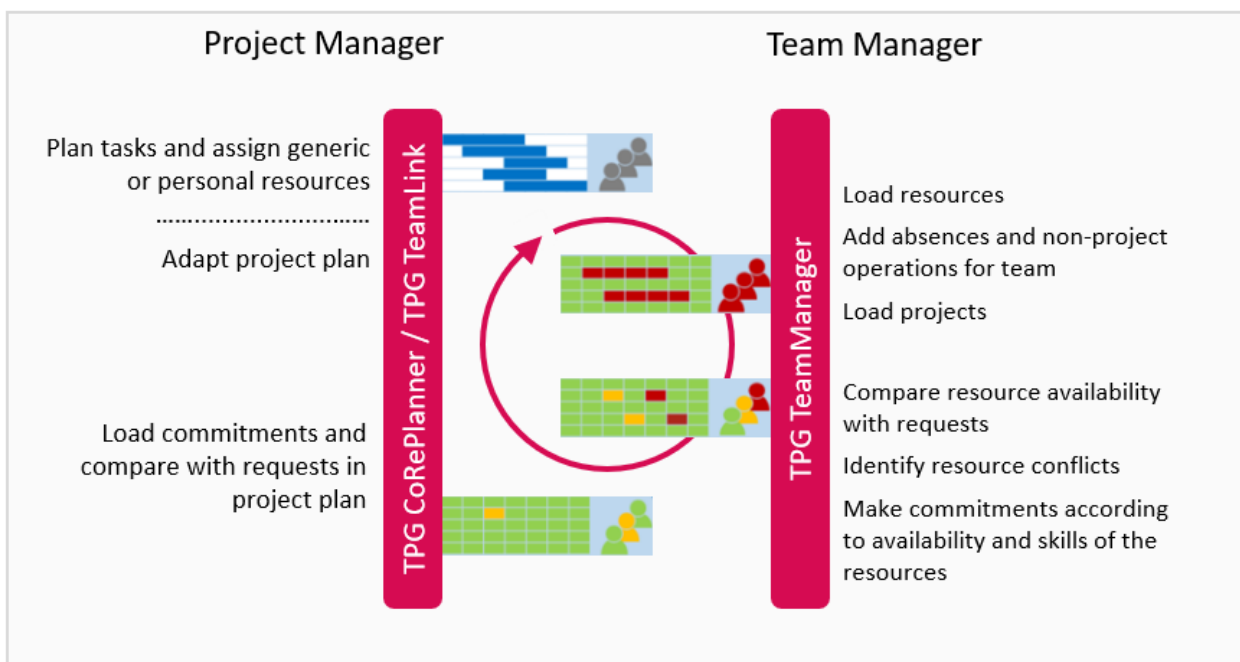 Project Manager
Team Manager
Plan tasks and assign generic
or personal resources
................................
Adapt project plan
Load commitments and
compare with requests in
project plan
TPG CoRePlanner / TPG TeamLink
TPG TeamManager
Load resources
Add absences and non-project
operations for team
Load projects
Compare resource availability
with requests
Identify resource conflicts
Make commitments according
to availability and skills of the
resources